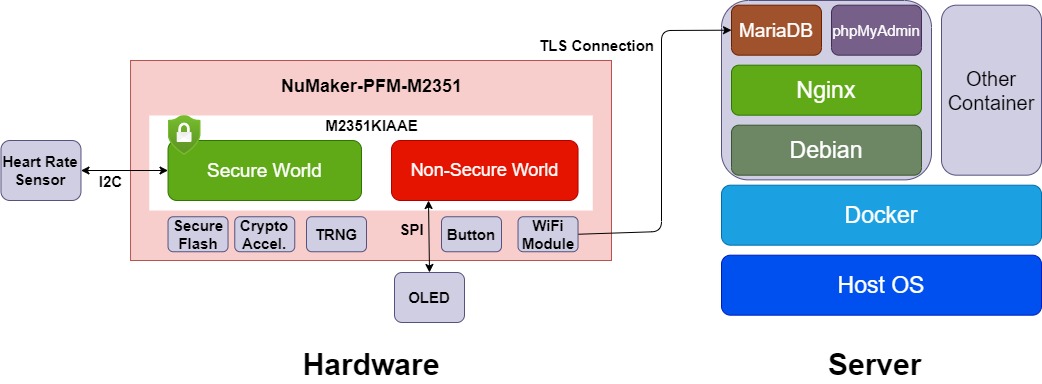 MariaDB
phpMyAdmin
TLS Connection
NuMaker-PFM-M2351
Nginx
Other
Container
M2351KIAAE
Debian
Heart Rate
Sensor
I2C
Secure World
Non-Secure World
Docker
Secure
Flash
Crypto
Accel.
TRNG
SPI
Button
WiFi
Module
OLED
Host OS
Hardware
Server